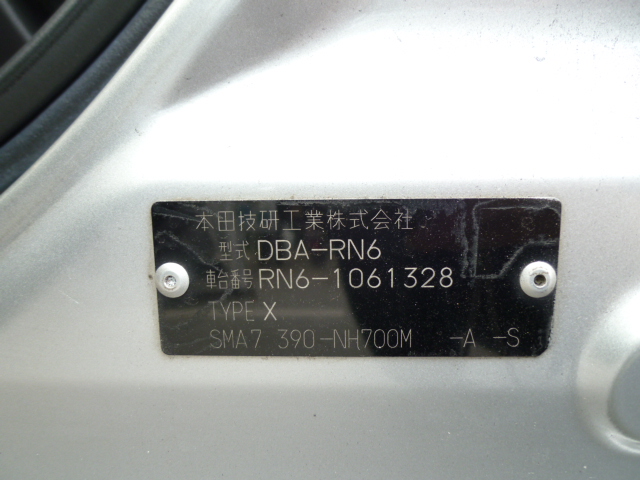 本田技研工業株式会社
型式 DBA-RN6
車台番号 RN6-1061328
TYPE X
SMA7 390-NH700M -A -S